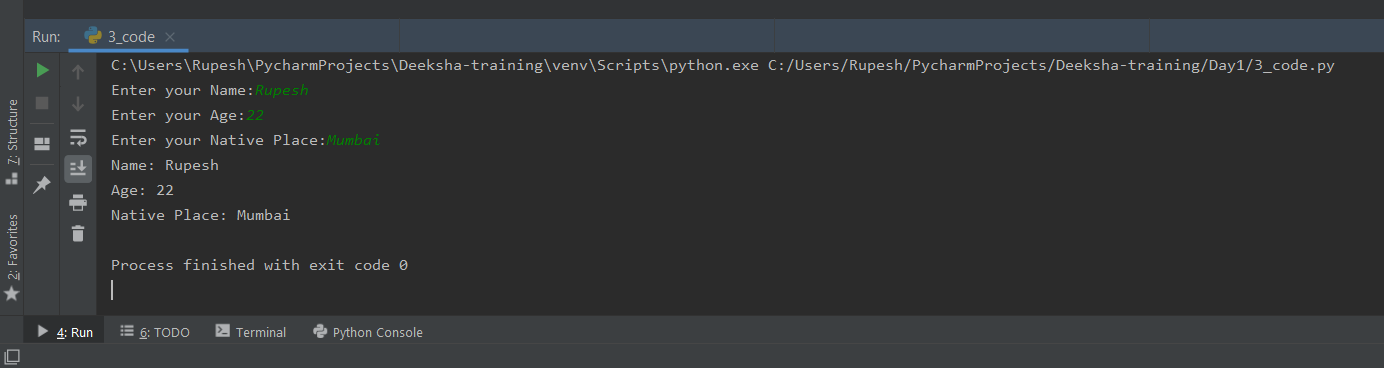 Run: 3_code
C:\Users\Rupesh\PycharmProjects\Deeksha-training\venv\Scripts\python.exe C:/Users/Rupesh/PycharmProjects/Deeksha-training/Day1/3_code.py
Enter your Name:Rupesh
Enter your Age:22
Enter your Native Place:Mumbai
Name: Rupesh
Age: 22
Native Place: Mumbai
Process finished with exit code 0
7: Structure
2: Favorites
4: Run 6: TODO Terminal Python Console